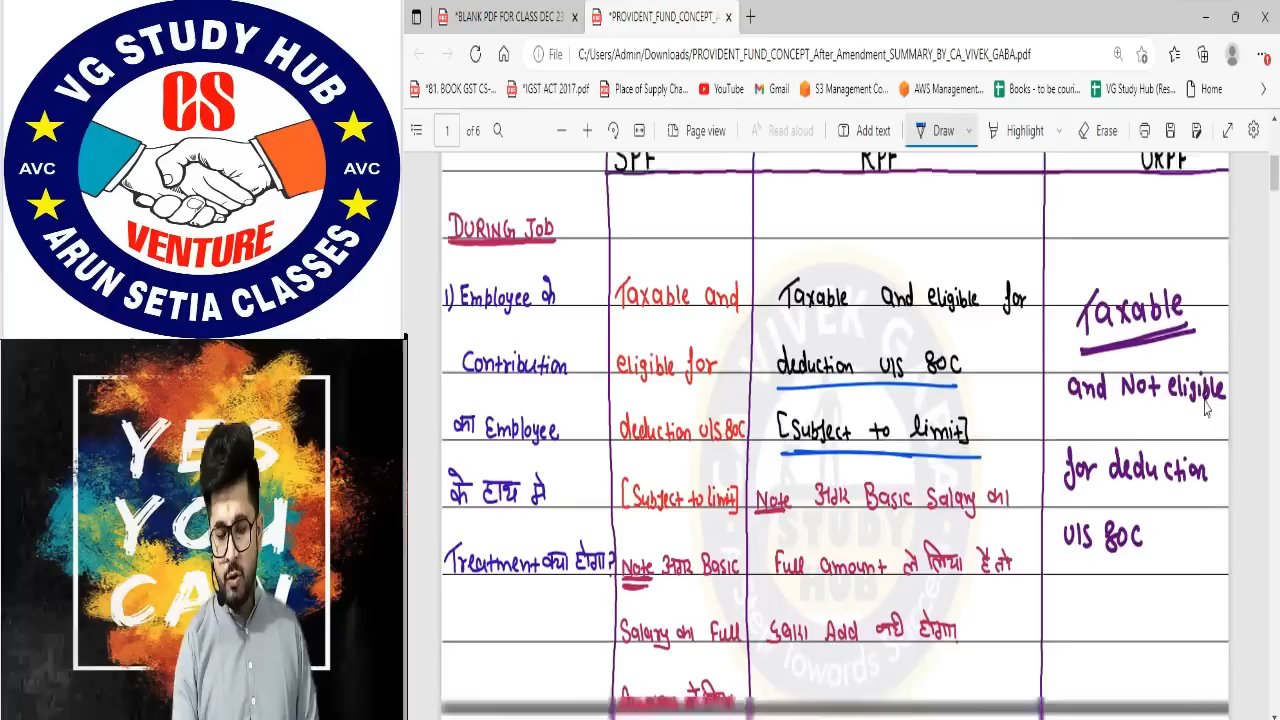 VG STUDY HUB
CS
AVC
AVC
VENTURE
ARUN SETIA CLASSES
YES
YOU
CAN
*BLANK PDF FOR CLASS DEC 23
*PROVIDENT_FUND_CONCEPT_A
File
C:/Users/Admin/Downloads/PROVIDENT_FUND_CONCEPT_After_Amendment_SUMMARY_BY_CA_VIVEK_GABA.pdf
*81. BOOK GST CS-...
*IGST ACT 2017.pdf
Place of Supply Cha...
YouTube
Gmail
S3 Management Co...
AWS Management...
Books - to be couri...
VG Study Hub (Res...
Home
1 of 6
Page view
Read aloud
Add text
Draw
Highlight
Erase
SPF
RPF
URPF
DURING Job
1) Employee के
Contribution
का Employee
के हाथ मे
Treatment क्या होगा?
Taxable and
eligible for
deduction U/S 80C
[Subject to limit]
Note अगर Basic
Salary का Full
Taxable and eligible for
deduction U/S 80C
[Subject to limit]
Note अगर Basic Salary का
Full amount ले लिया है तो
दुबारा Add नही होगा
Taxable
and Not eligible
for deduction
U/S 80C